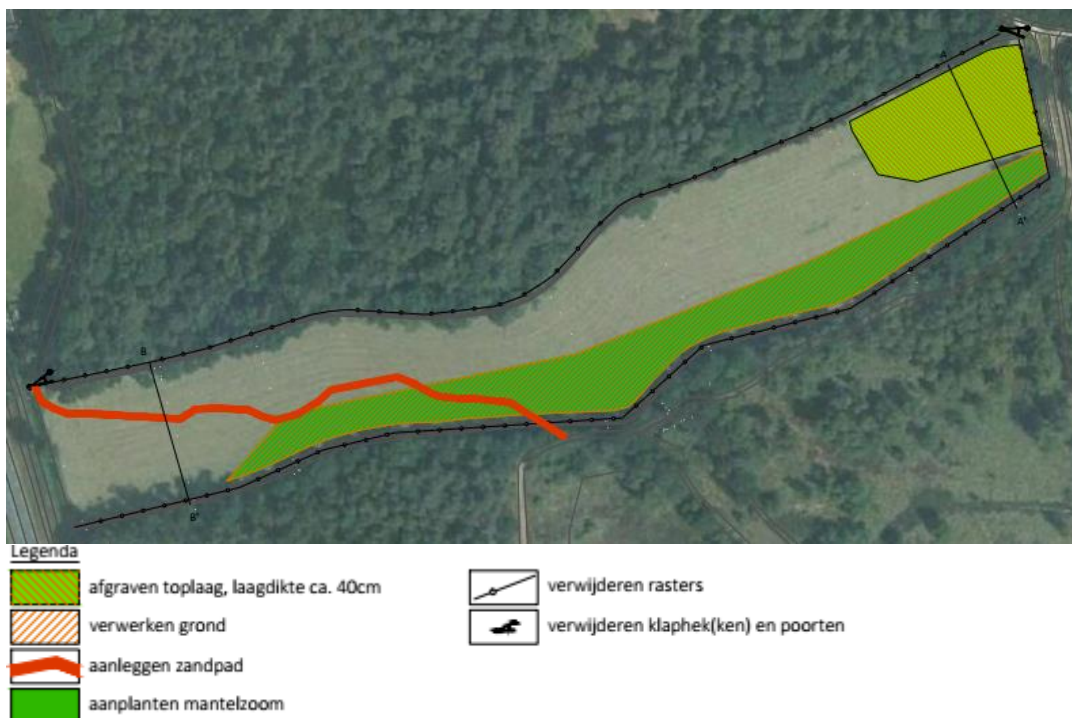 A
A'
B
B'
Legenda
afgraven toplaag, laagdikte ca. 40cm
verwerken grond
aanleggen zandpad
aanplanten mantelzoom
verwijderen rasters
verwijderen klaphek(ken) en poorten